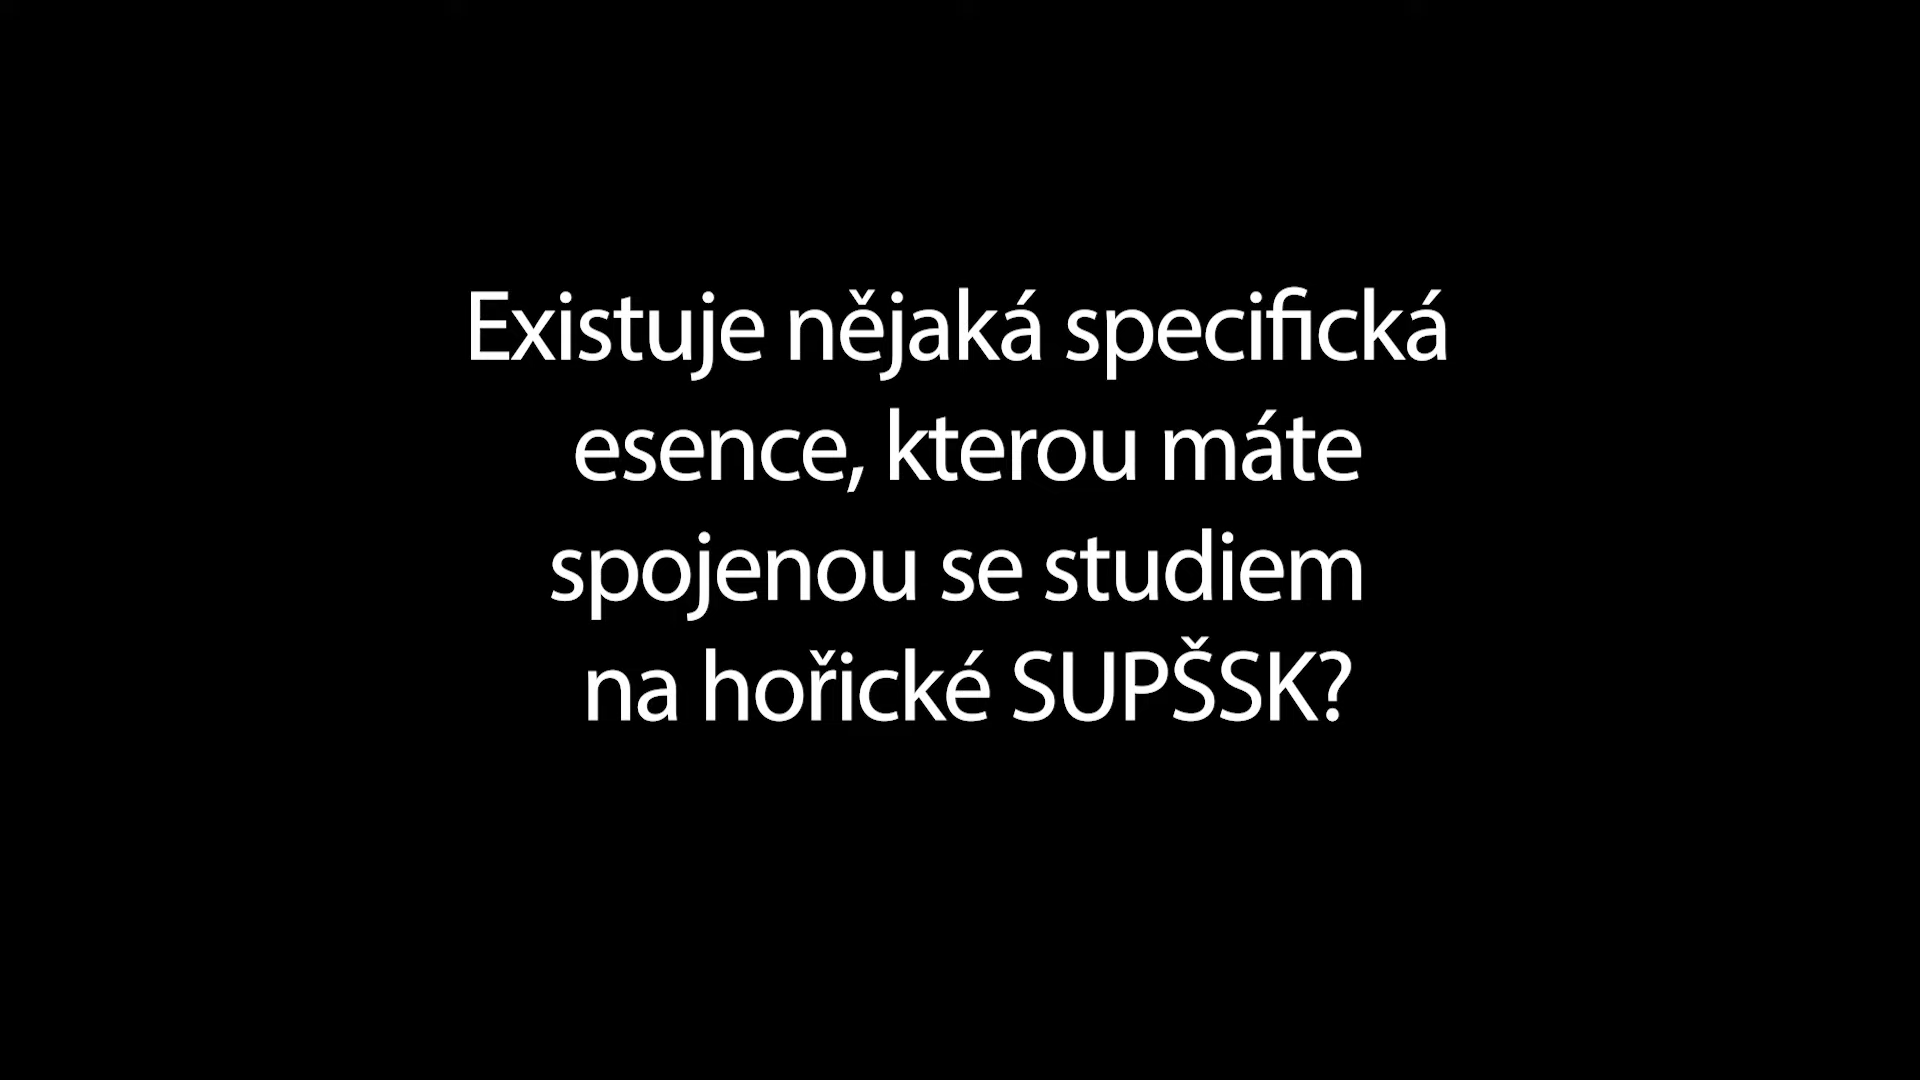 Existuje nějaká specifická
esence, kterou máte
spojenou se studiem
na hořické SUPŠSK?